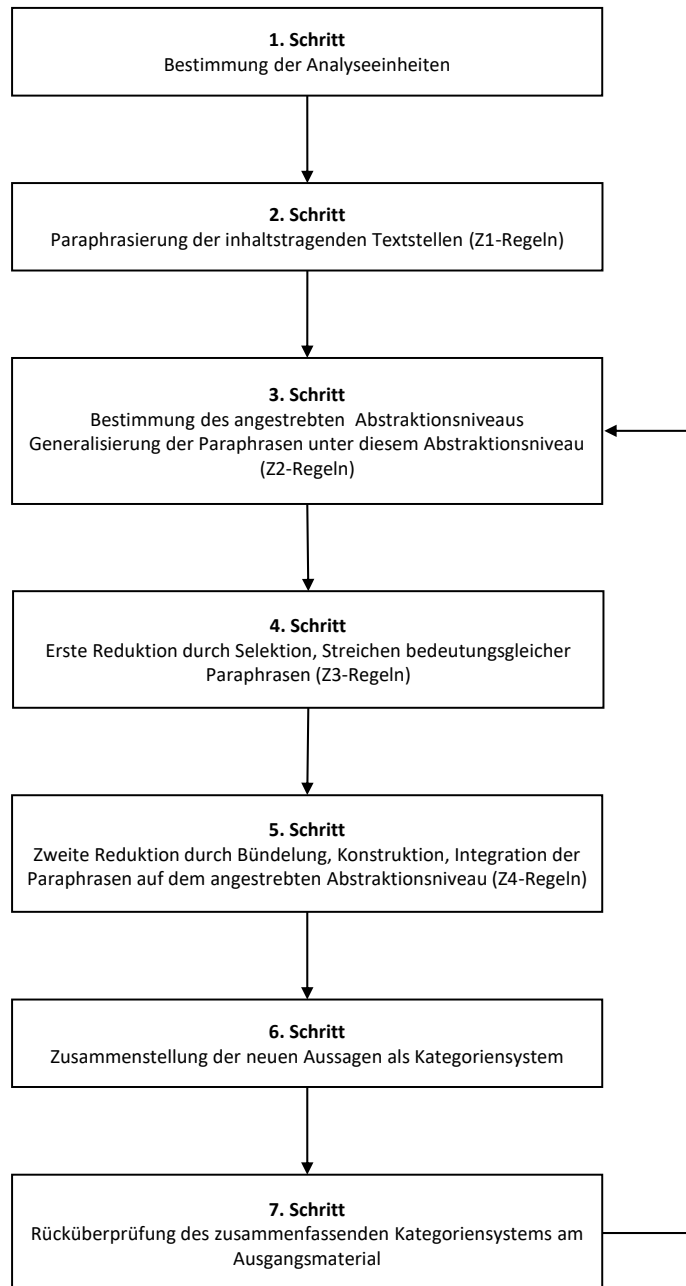 1. Schritt
Bestimmung der Analyseeinheiten
2. Schritt
Paraphrasierung der inhaltstragenden Textstellen (Z1-Regeln)
3. Schritt
Bestimmung des angestrebten  Abstraktionsniveaus
Generalisierung der Paraphrasen unter diesem Abstraktionsniveau
(Z2-Regeln)
4. Schritt
Erste Reduktion durch Selektion, Streichen bedeutungsgleicher
Paraphrasen (Z3-Regeln)
5. Schritt
Zweite Reduktion durch Bündelung, Konstruktion, Integration der
Paraphrasen auf dem angestrebten Abstraktionsniveau (Z4-Regeln)
6. Schritt
Zusammenstellung der neuen Aussagen als Kategoriensystem
7. Schritt
Rücküberprüfung des zusammenfassenden Kategoriensystems am
Ausgangsmaterial